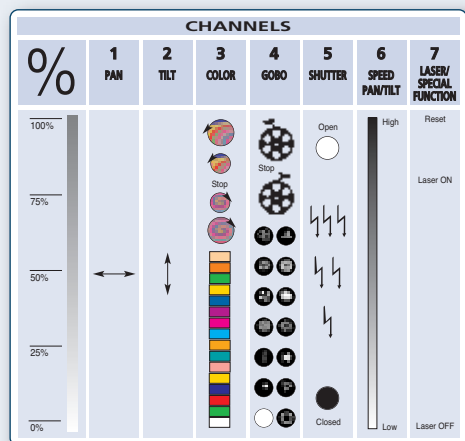 CHANNELS
%
1
PAN
2
TILT
3
COLOR
4
GOBO
5
SHUTTER
6
SPEED
PAN/TILT
7
LASER/
SPECIAL
FUNCTION
100%
75%
50%
25%
0%
Stop
Stop
Open
Closed
High
Low
Reset
Laser ON
Laser OFF